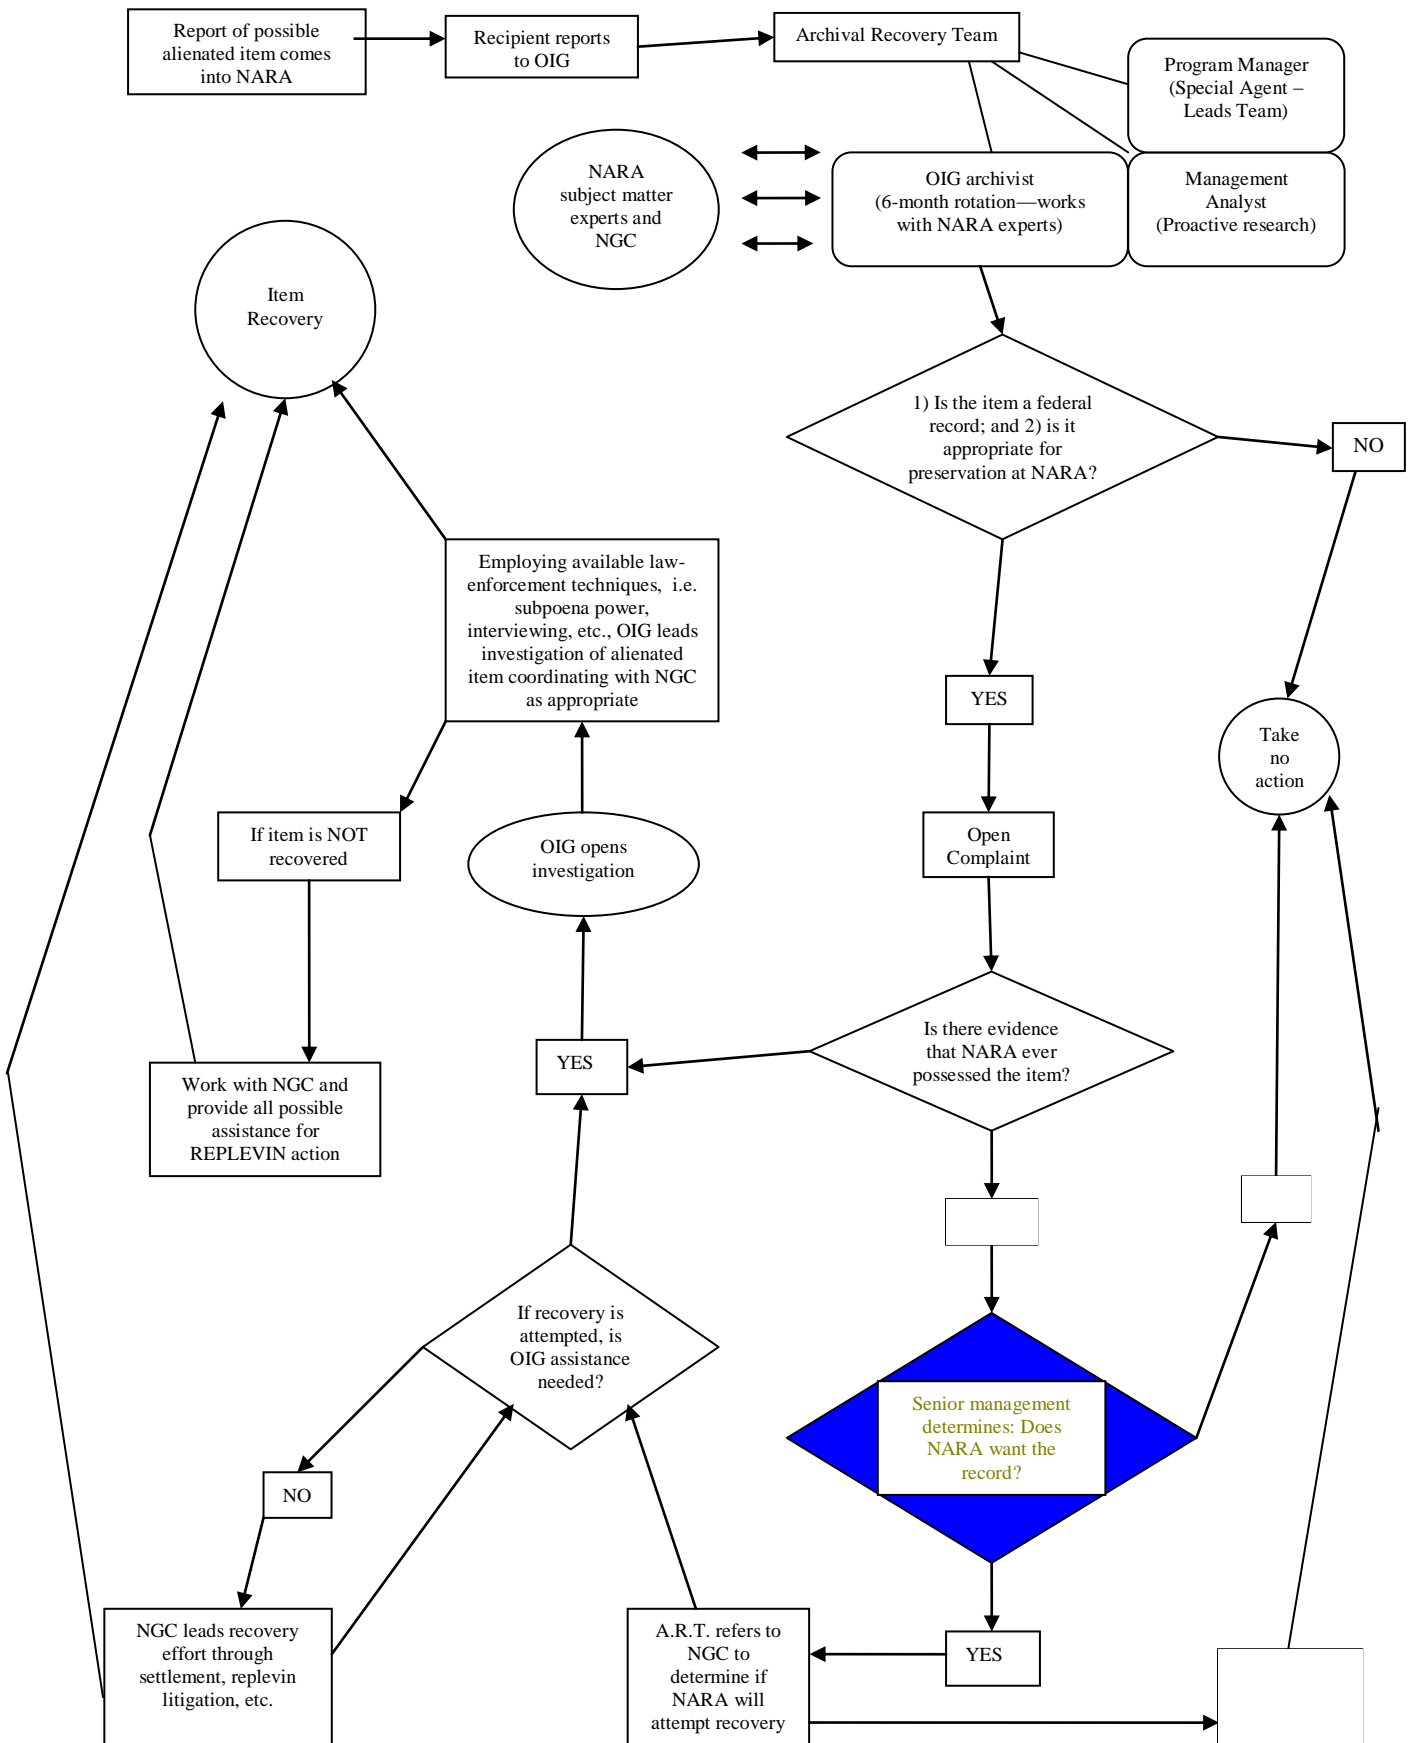 Report of possible
alienated item comes
into NARA
Recipient reports
to OIG
Archival Recovery Team
Program Manager
(Special Agent –
Leads Team)
NARA
subject matter
experts and
NGC
OIG archivist
(6-month rotation—works
with NARA experts)
Management
Analyst
(Proactive research)
Item
Recovery
1) Is the item a federal
record; and 2) is it
appropriate for
preservation at NARA?
NO
Employing available law-
enforcement techniques, i.e.
subpoena power,
interviewing, etc., OIG leads
investigation of alienated
item coordinating with NGC
as appropriate
YES
Take
no
action
If item is NOT
recovered
OIG opens
investigation
Open
Complaint
Is there evidence
that NARA ever
possessed the item?
YES
Work with NGC and
provide all possible
assistance for
REPLEVIN action
If recovery is
attempted, is
OIG assistance
needed?
Senior management
determines: Does
NARA want the
record?
NO
NGC leads recovery
effort through
settlement, replevin
litigation, etc.
A.R.T. refers to
NGC to
determine if
NARA will
attempt recovery
YES